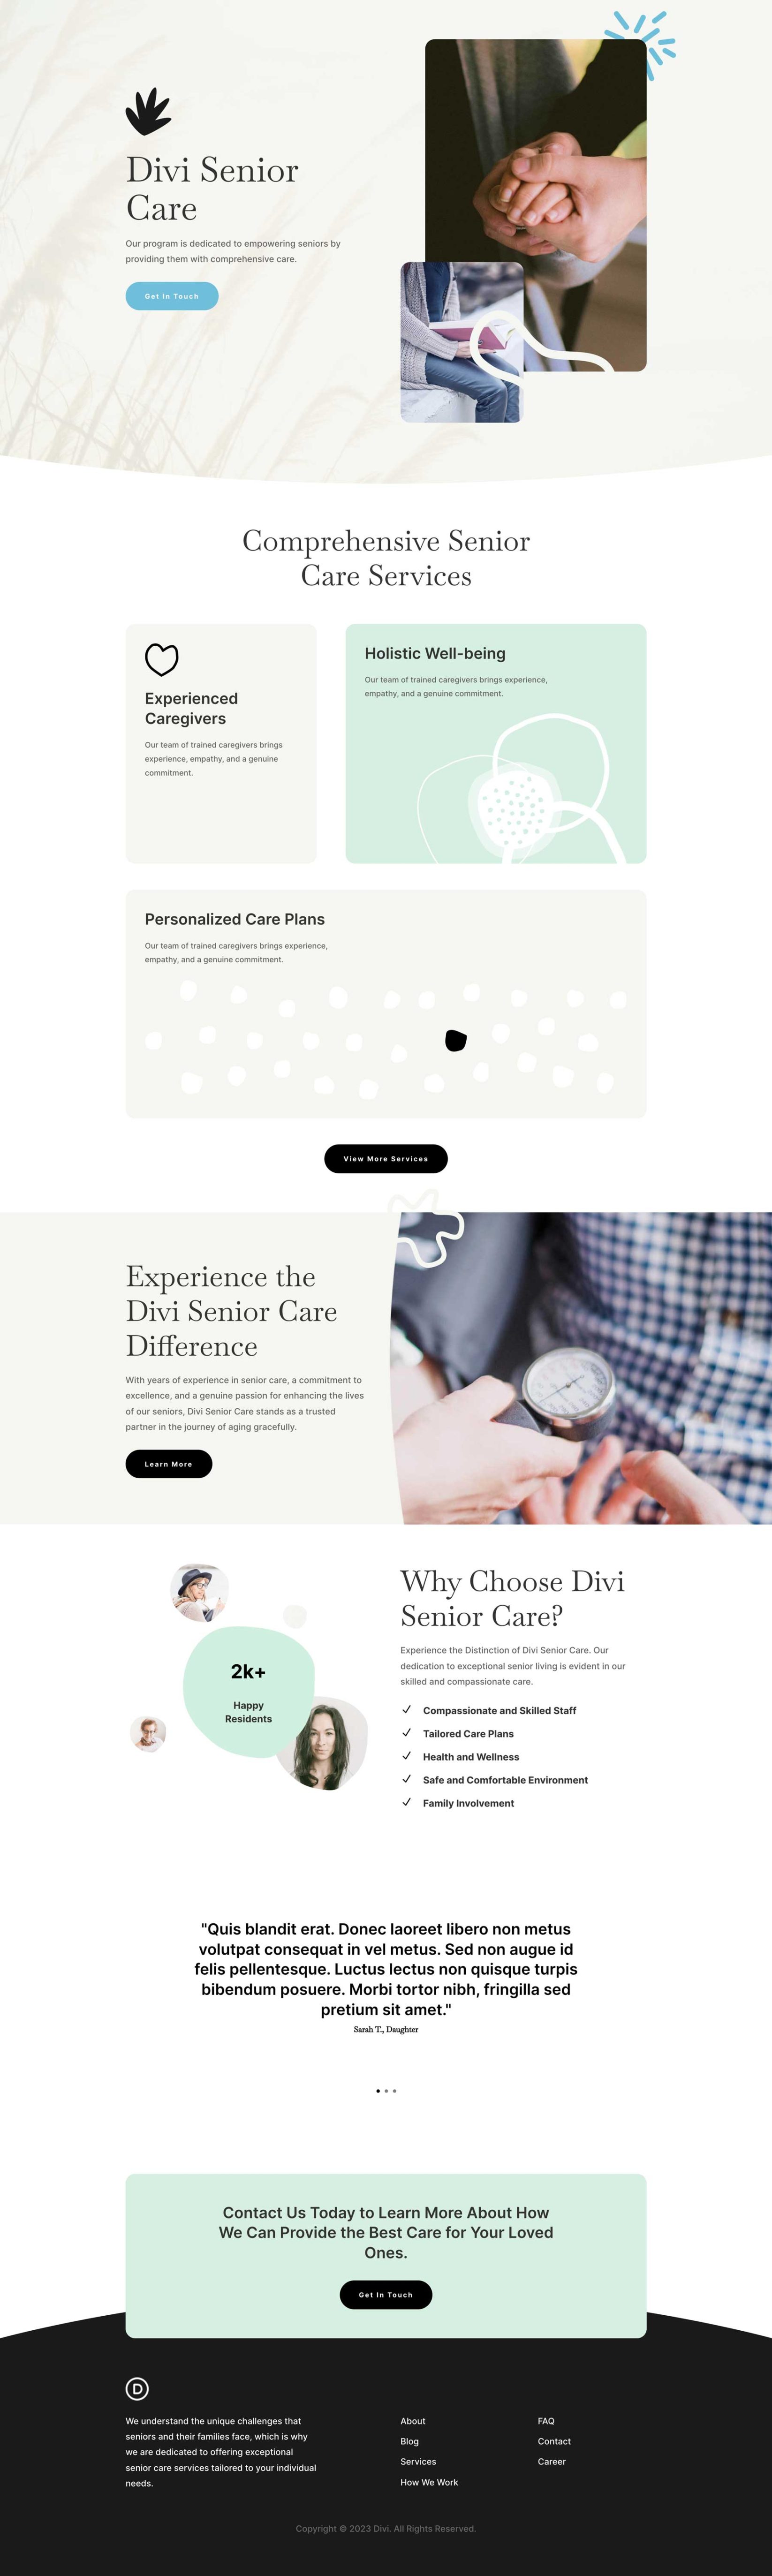 Divi Senior
Care
Our program is dedicated to empowering seniors by
providing them with comprehensive care.
Get In Touch
Comprehensive Senior
Care Services
Experienced
Caregivers
Our team of trained caregivers brings
experience, empathy, and a genuine
commitment.
Holistic Well-being
Our team of trained caregivers brings experience,
empathy, and a genuine commitment.
Personalized Care Plans
Our team of trained caregivers brings experience,
empathy, and a genuine commitment.
View More Services
Experience the
Divi Senior Care
Difference
With years of experience in senior care, a commitment to
excellence, and a genuine passion for enhancing the lives
of our seniors, Divi Senior Care stands as a trusted
partner in the journey of aging gracefully.
Learn More
2k+
Happy
Residents
Why Choose Divi
Senior Care?
Experience the Distinction of Divi Senior Care. Our
dedication to exceptional senior living is evident in our
skilled and compassionate care.
Compassionate and Skilled Staff
Tailored Care Plans
Health and Wellness
Safe and Comfortable Environment
Family Involvement
"Quis blandit erat. Donec laoreet libero non metus
volutpat consequat in vel metus. Sed non augue id
felis pellentesque. Luctus lectus non quisque turpis
bibendum posuere. Morbi tortor nibh, fringilla sed
pretium sit amet."
Sarah T., Daughter
Contact Us Today to Learn More About How
We Can Provide the Best Care for Your Loved
Ones.
Get In Touch
D
We understand the unique challenges that
seniors and their families face, which is why
we are dedicated to offering exceptional
senior care services tailored to your individual
needs.
About
Blog
Services
How We Work
FAQ
Contact
Career
Copyright © 2023 Divi. All Rights Reserved.